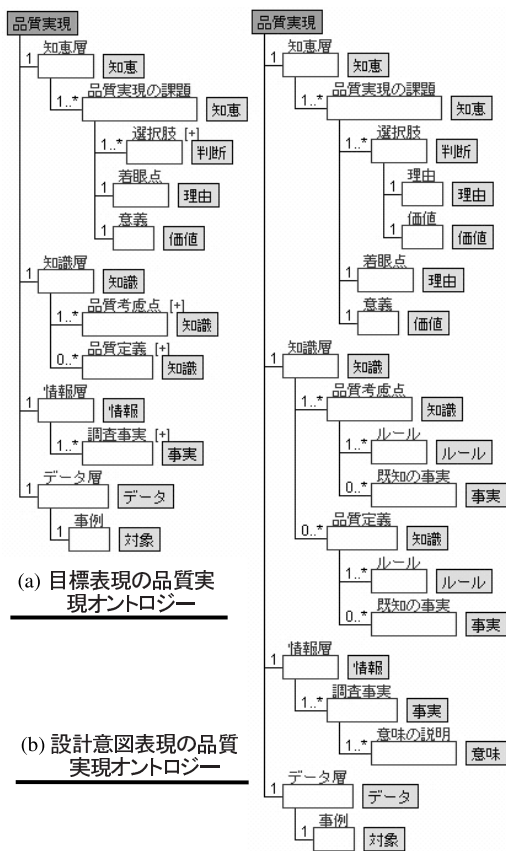 品質実現
知恵層
1 知恵
品質実現の課題
1..* 知恵
選択肢 [+]
1..* 判断
着眼点
1 理由
意義
1 価値
知識層
1 知識
品質考慮点 [+]
1..* 知識
品質定義 [+]
0..* 知識
情報層
1 情報
調査事実 [+]
1..* 事実
データ層
1 データ
事例
1 対象
(a) 目標表現の品質実
現オントロジー
品質実現
知恵層
1 知恵
品質実現の課題
1..* 知恵
選択肢
1..* 判断
理由
1 理由
価値
1 価値
着眼点
1 理由
意義
1 価値
知識層
1 知識
品質考慮点
1..* 知識
ルール
1..* ルール
既知の事実
0..* 事実
品質定義
0..* 知識
ルール
1..* ルール
既知の事実
0..* 事実
情報層
1 情報
調査事実
1..* 事実
意味の説明
1..* 意味
データ層
1 データ
事例
1 対象
(b) 設計意図表現の品質
実現オントロジー